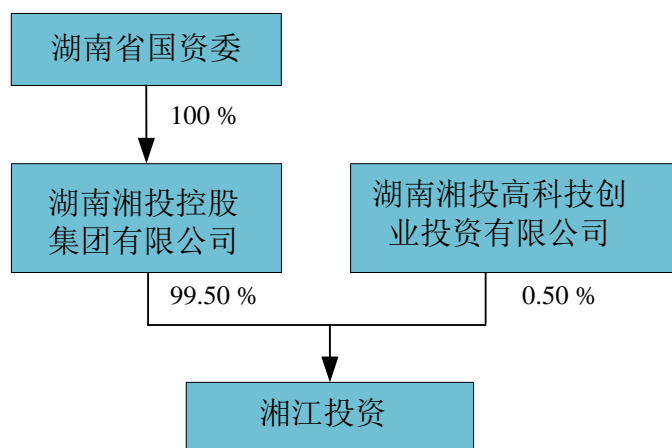 湖南省国资委
100 %
湖南湘投控股
集团有限公司
湖南湘投高科技创
业投资有限公司
99.50 %
0.50 %
湘江投资